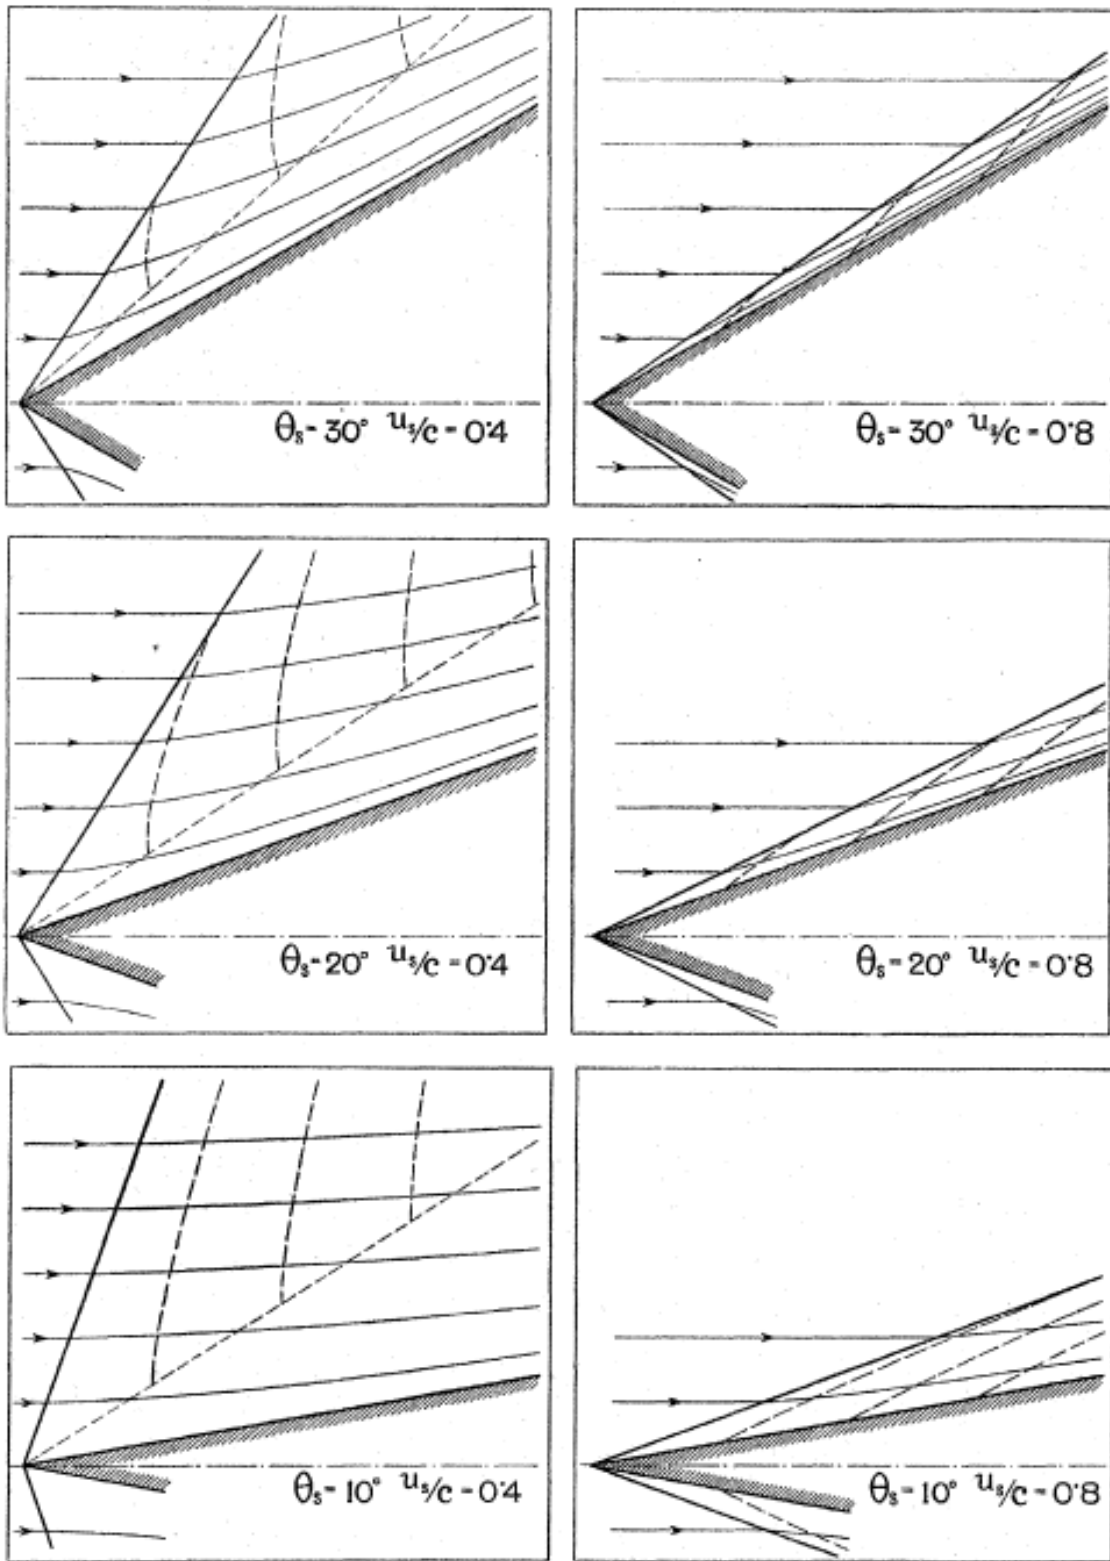 θs = 30° us/c = 0·4
θs = 30° us/c = 0·8
θs = 20° us/c = 0·4
θs = 20° us/c = 0·8
θs = 10° us/c = 0·4
θs = 10° us/c = 0·8